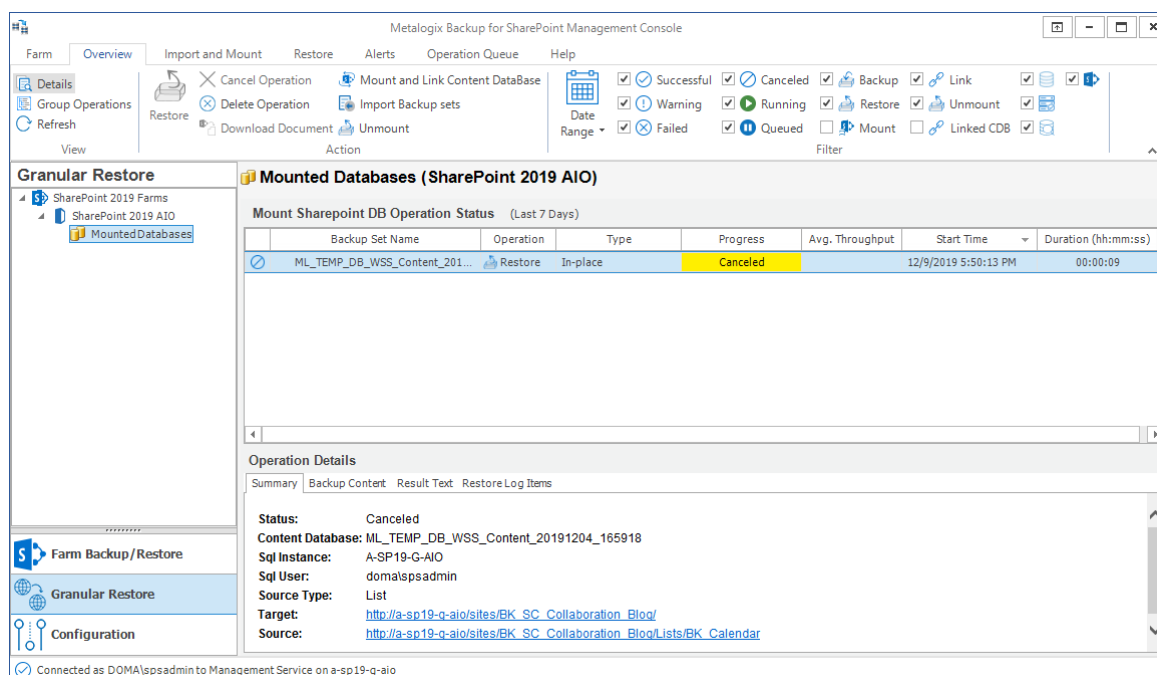 Metalogix Backup for SharePoint Management Console
Farm Overview Import and Mount Restore Alerts Operation Queue Help
Details
Group Operations
Refresh
View
Restore
Cancel Operation
Delete Operation
Download Document
Mount and Link Content DataBase
Import Backup sets
Unmount
Action
Date
Range
Successful Canceled Backup Link
Warning Running Restore Unmount
Failed Queued Mount Linked CDB
Filter
Granular Restore
SharePoint 2019 Farms
SharePoint 2019 AIO
Mounted Databases
Mounted Databases (SharePoint 2019 AIO)
Mount Sharepoint DB Operation Status (Last 7 Days)
Backup Set Name Operation Type Progress Avg. Throughput Start Time Duration (hh:mm:ss)
ML_TEMP_DB_WSS_Content_201... Restore In-place Canceled 12/9/2019 5:50:13 PM 00:00:09
Operation Details
Summary Backup Content Result Text Restore Log Items
Status: Canceled
Content Database: ML_TEMP_DB_WSS_Content_20191204_165918
Sql Instance: A-SP19-G-AIO
Sql User: doma\spsadmin
Source Type: List
Target: http://a-sp19-g-aio/sites/BK_SC_Collaboration_Blog/
Source: http://a-sp19-g-aio/sites/BK_SC_Collaboration_Blog/Lists/BK_Calendar
Farm Backup/Restore
Granular Restore
Configuration
Connected as DOMA\spsadmin to Management Service on a-sp19-g-aio